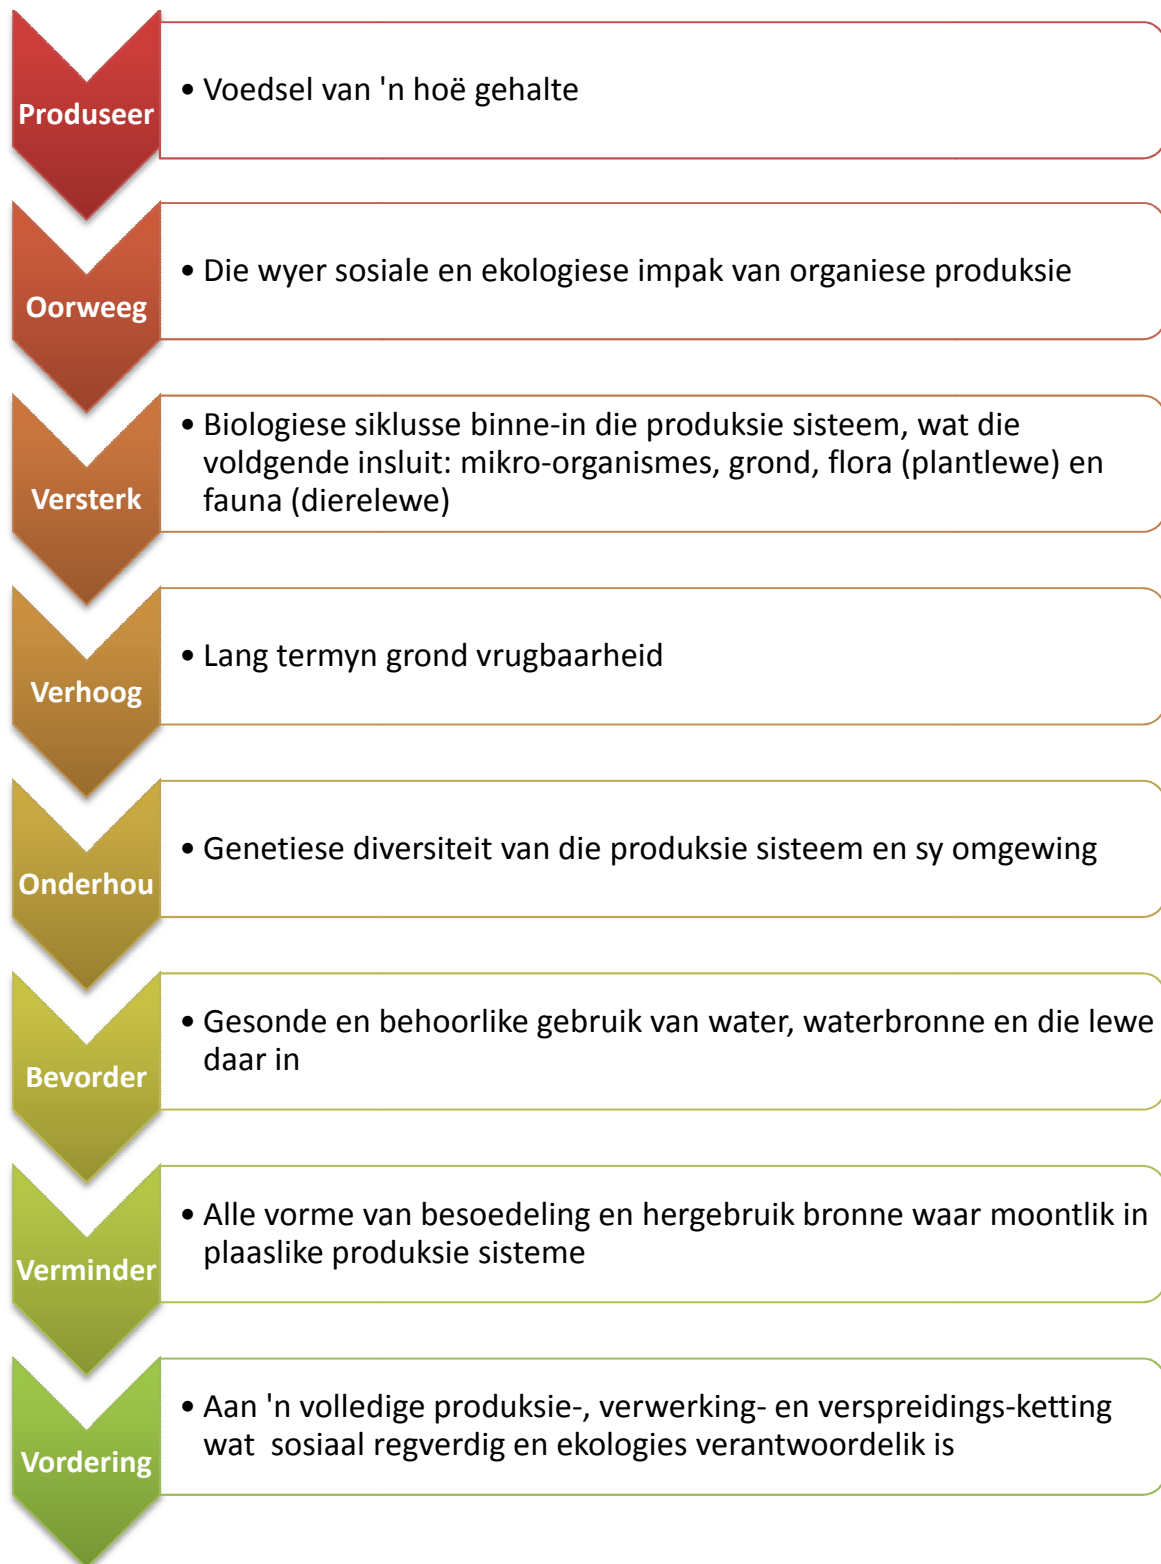 Produseer
• Voedsel van 'n hoë gehalte
Oorweeg
• Die wyer sosiale en ekologiese impak van organiese produksie
Versterk
• Biologiese siklusse binne-in die produksie sisteem, wat die
voldgende insluit: mikro-organismes, grond, flora (plantlewe) en
fauna (dierelewe)
Verhoog
• Lang termyn grond vrugbaarheid
Onderhou
• Genetiese diversiteit van die produksie sisteem en sy omgewing
Bevorder
• Gesonde en behoorlike gebruik van water, waterbronne en die lewe
daar in
Verminder
• Alle vorme van besoedeling en hergebruik bronne waar moontlik in
plaaslike produksie sisteme
Vordering
• Aan 'n volledige produksie-, verwerking- en verspreidings-ketting
wat  sosiaal regverdig en ekologies verantwoordelik is